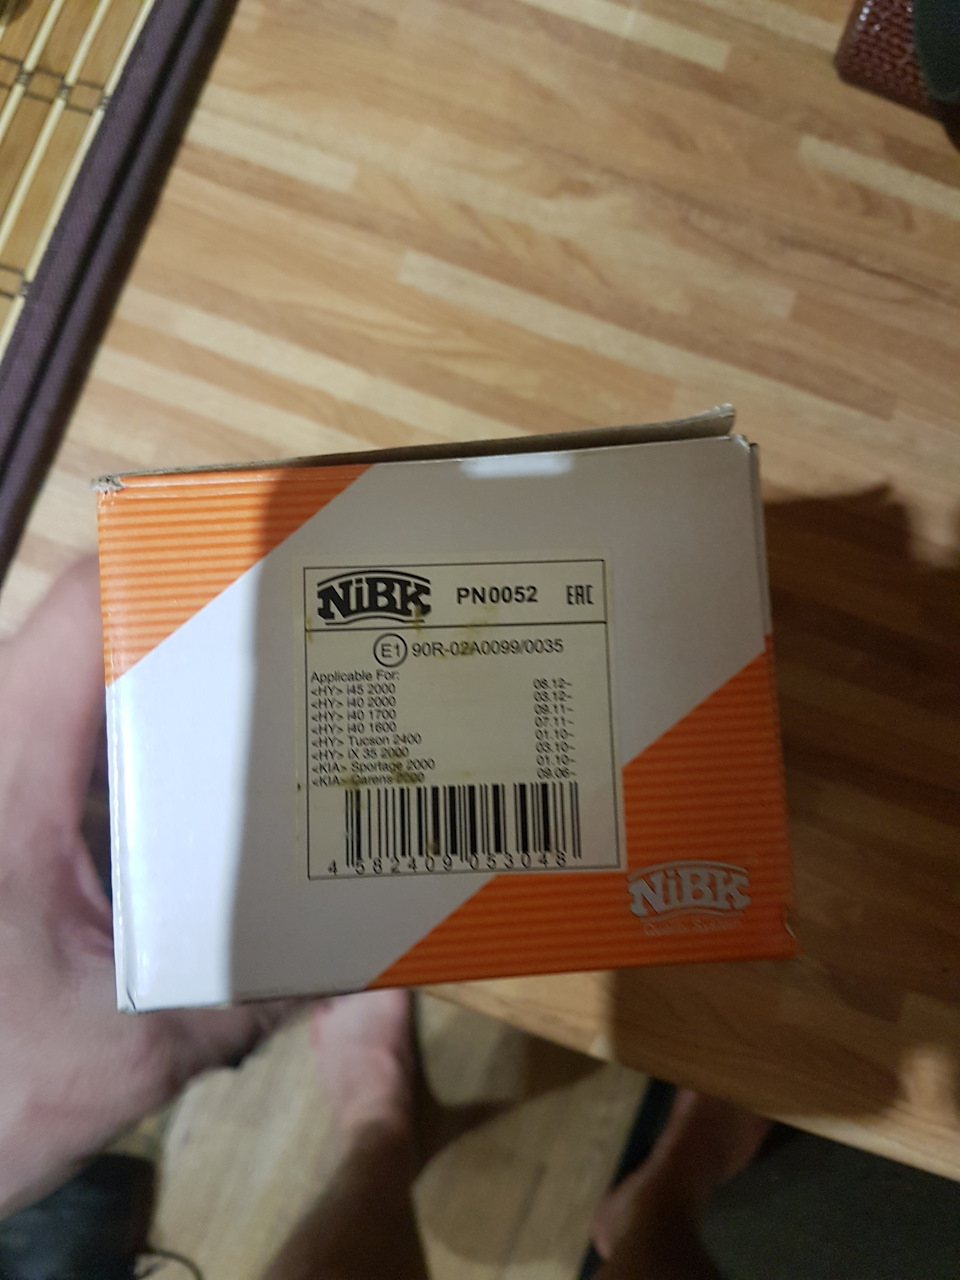 NiBK PN0052 EAC
E1 90R-02A0099/0035
Applicable For:
<HY> i45 2000 08.12~
<HY> i40 2000 03.12~
<HY> i40 1700 09.11~
<HY> i40 1600 07.11~
<HY> Tucson 2400 01.10~
<HY> iX 35 2000 03.10~
<KIA> Sportage 2000 01.10~
<KIA> Carens 2000 09.06~
4 562409 053048
NiBK